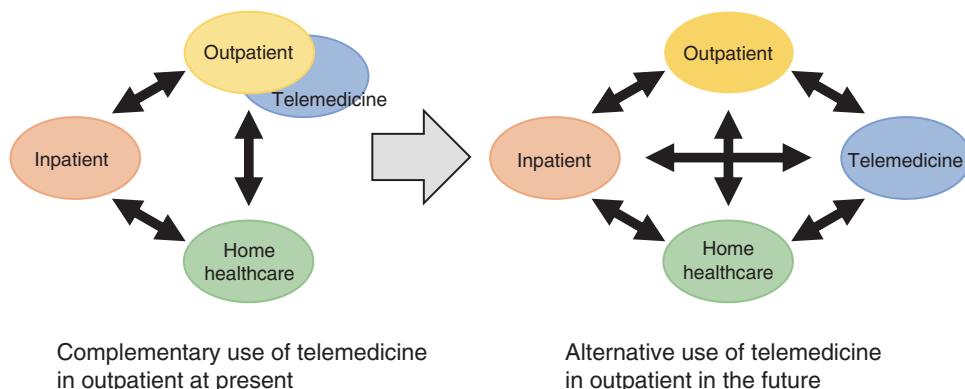 Outpatient
Telemedicine
Inpatient
Home
healthcare
Complementary use of telemedicine
in outpatient at present
Outpatient
Inpatient
Telemedicine
Home
healthcare
Alternative use of telemedicine
in outpatient in the future